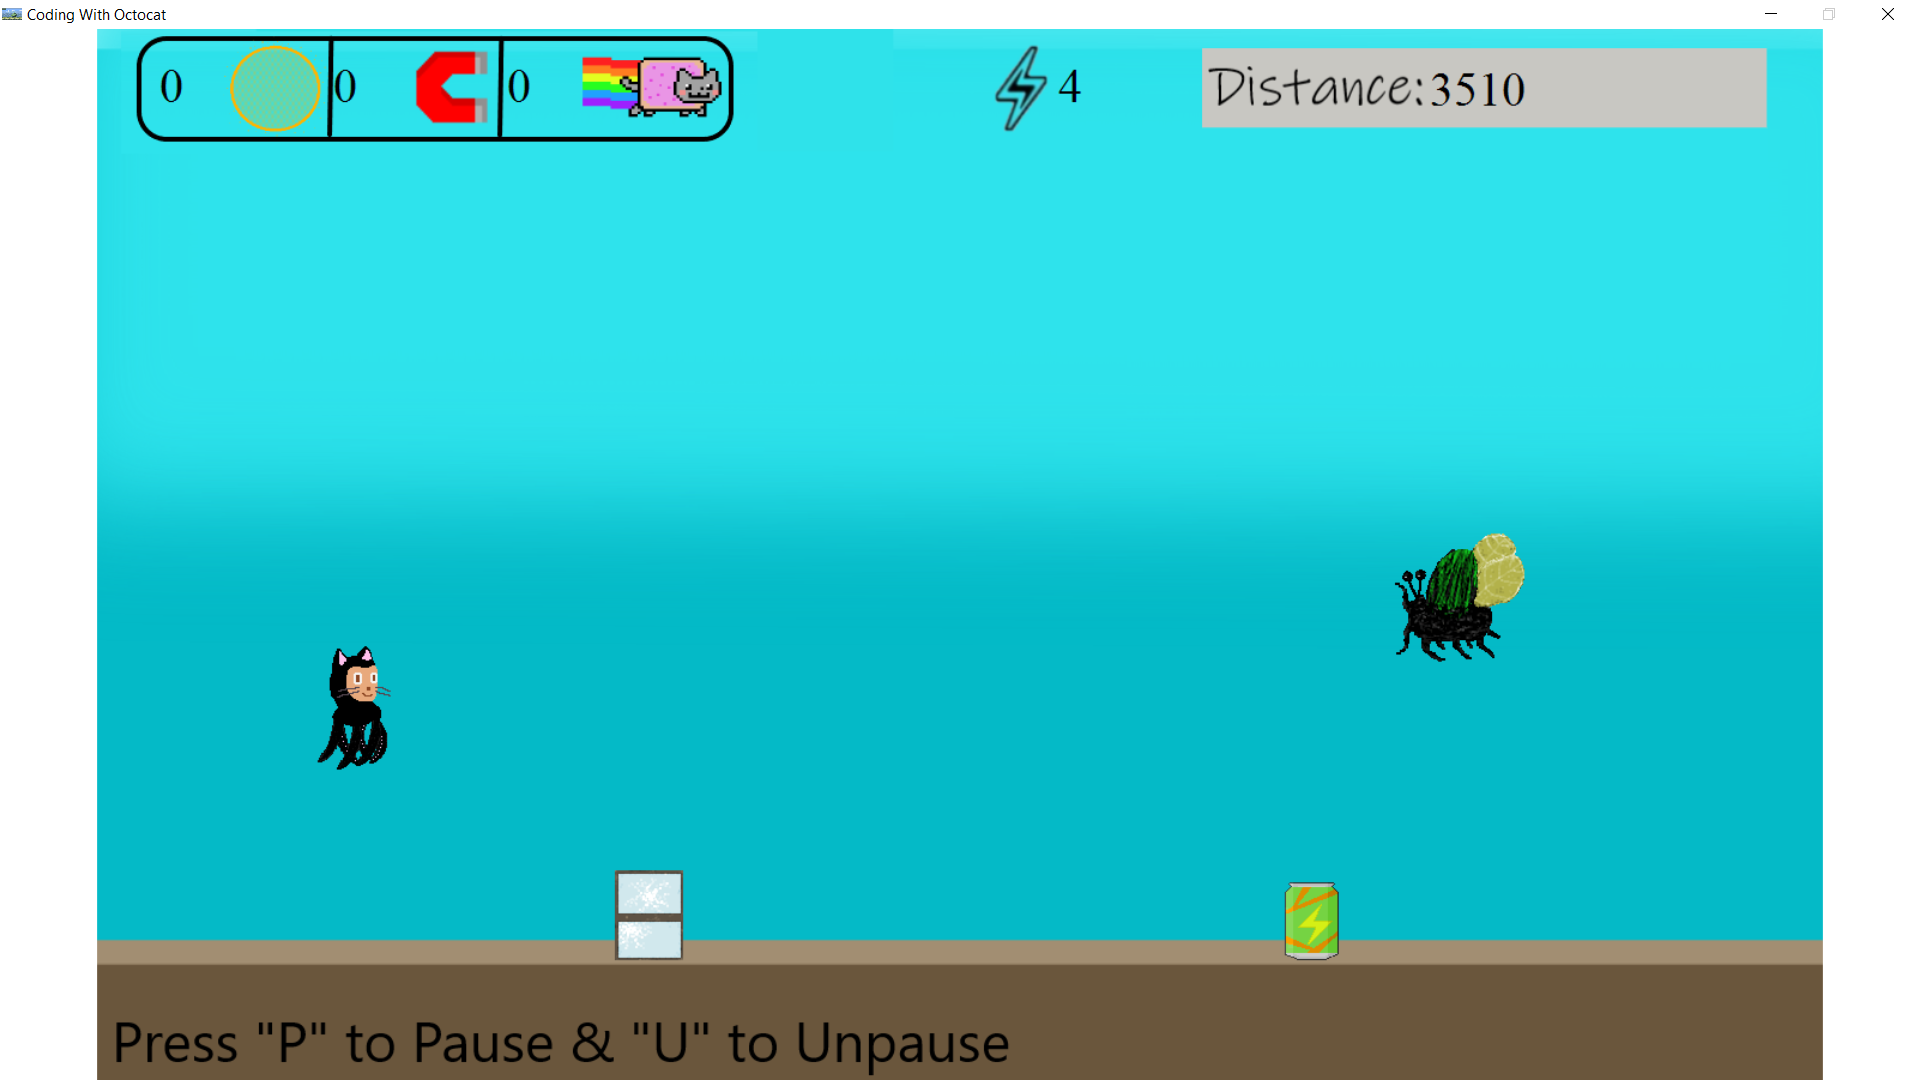 Coding With Octocat
0 0 0 4 Distance:3510
Press "P" to Pause & "U" to Unpause